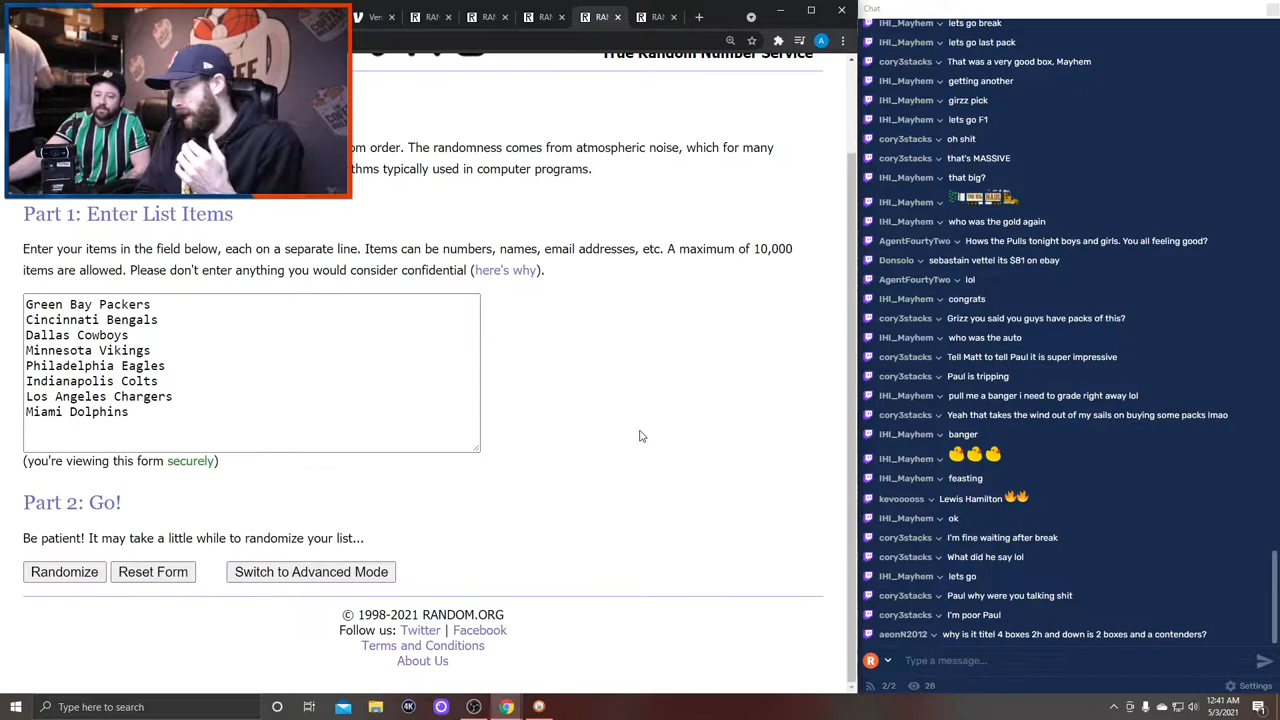 Ven
RAI
RAI
RAI
RAI
RAI
A
True Random Number Service
om order. The randomness comes from atmospheric noise, which for many
thms typically used in computer programs.
Part 1: Enter List Items
Enter your items in the field below, each on a separate line. Items can be numbers, names, email addresses, etc. A maximum of 10,000
items are allowed. Please don't enter anything you would consider confidential (here's why).
Green Bay Packers
Cincinnati Bengals
Dallas Cowboys
Minnesota Vikings
Philadelphia Eagles
Indianapolis Colts
Los Angeles Chargers
Miami Dolphins
(you're viewing this form securely)
Part 2: Go!
Be patient! It may take a little while to randomize your list...
Randomize
Reset Form
Switch to Advanced Mode
© 1998-2021 RANDOM.ORG
Follow us: Twitter | Facebook
Terms and Conditions
About Us
Chat
IHI_Mayhem lets go break
IHI_Mayhem lets go last pack
cory3stacks That was a very good box, Mayhem
IHI_Mayhem getting another
IHI_Mayhem girzz pick
IHI_Mayhem lets go F1
cory3stacks oh shit
cory3stacks that's MASSIVE
IHI_Mayhem that big?
IHI_Mayhem
IHI_Mayhem who was the gold again
AgentFourtyTwo Hows the Pulls tonight boys and girls. You all feeling good?
Donsolo sebastain vettel its $81 on ebay
AgentFourtyTwo lol
IHI_Mayhem congrats
cory3stacks Grizz you said you guys have packs of this?
IHI_Mayhem who was the auto
cory3stacks Tell Matt to tell Paul it is super impressive
cory3stacks Paul is tripping
IHI_Mayhem pull me a banger i need to grade right away lol
cory3stacks Yeah that takes the wind out of my sails on buying some packs lmao
IHI_Mayhem banger
IHI_Mayhem
IHI_Mayhem feasting
kevooooss Lewis Hamilton
IHI_Mayhem ok
cory3stacks I'm fine waiting after break
cory3stacks What did he say lol
IHI_Mayhem lets go
cory3stacks Paul why were you talking shit
cory3stacks I'm poor Paul
aeonN2012 why is it titel 4 boxes 2h and down is 2 boxes and a contenders?
R
Type a message...
2/2
28
Settings
Type here to search
12:41 AM
5/3/2021